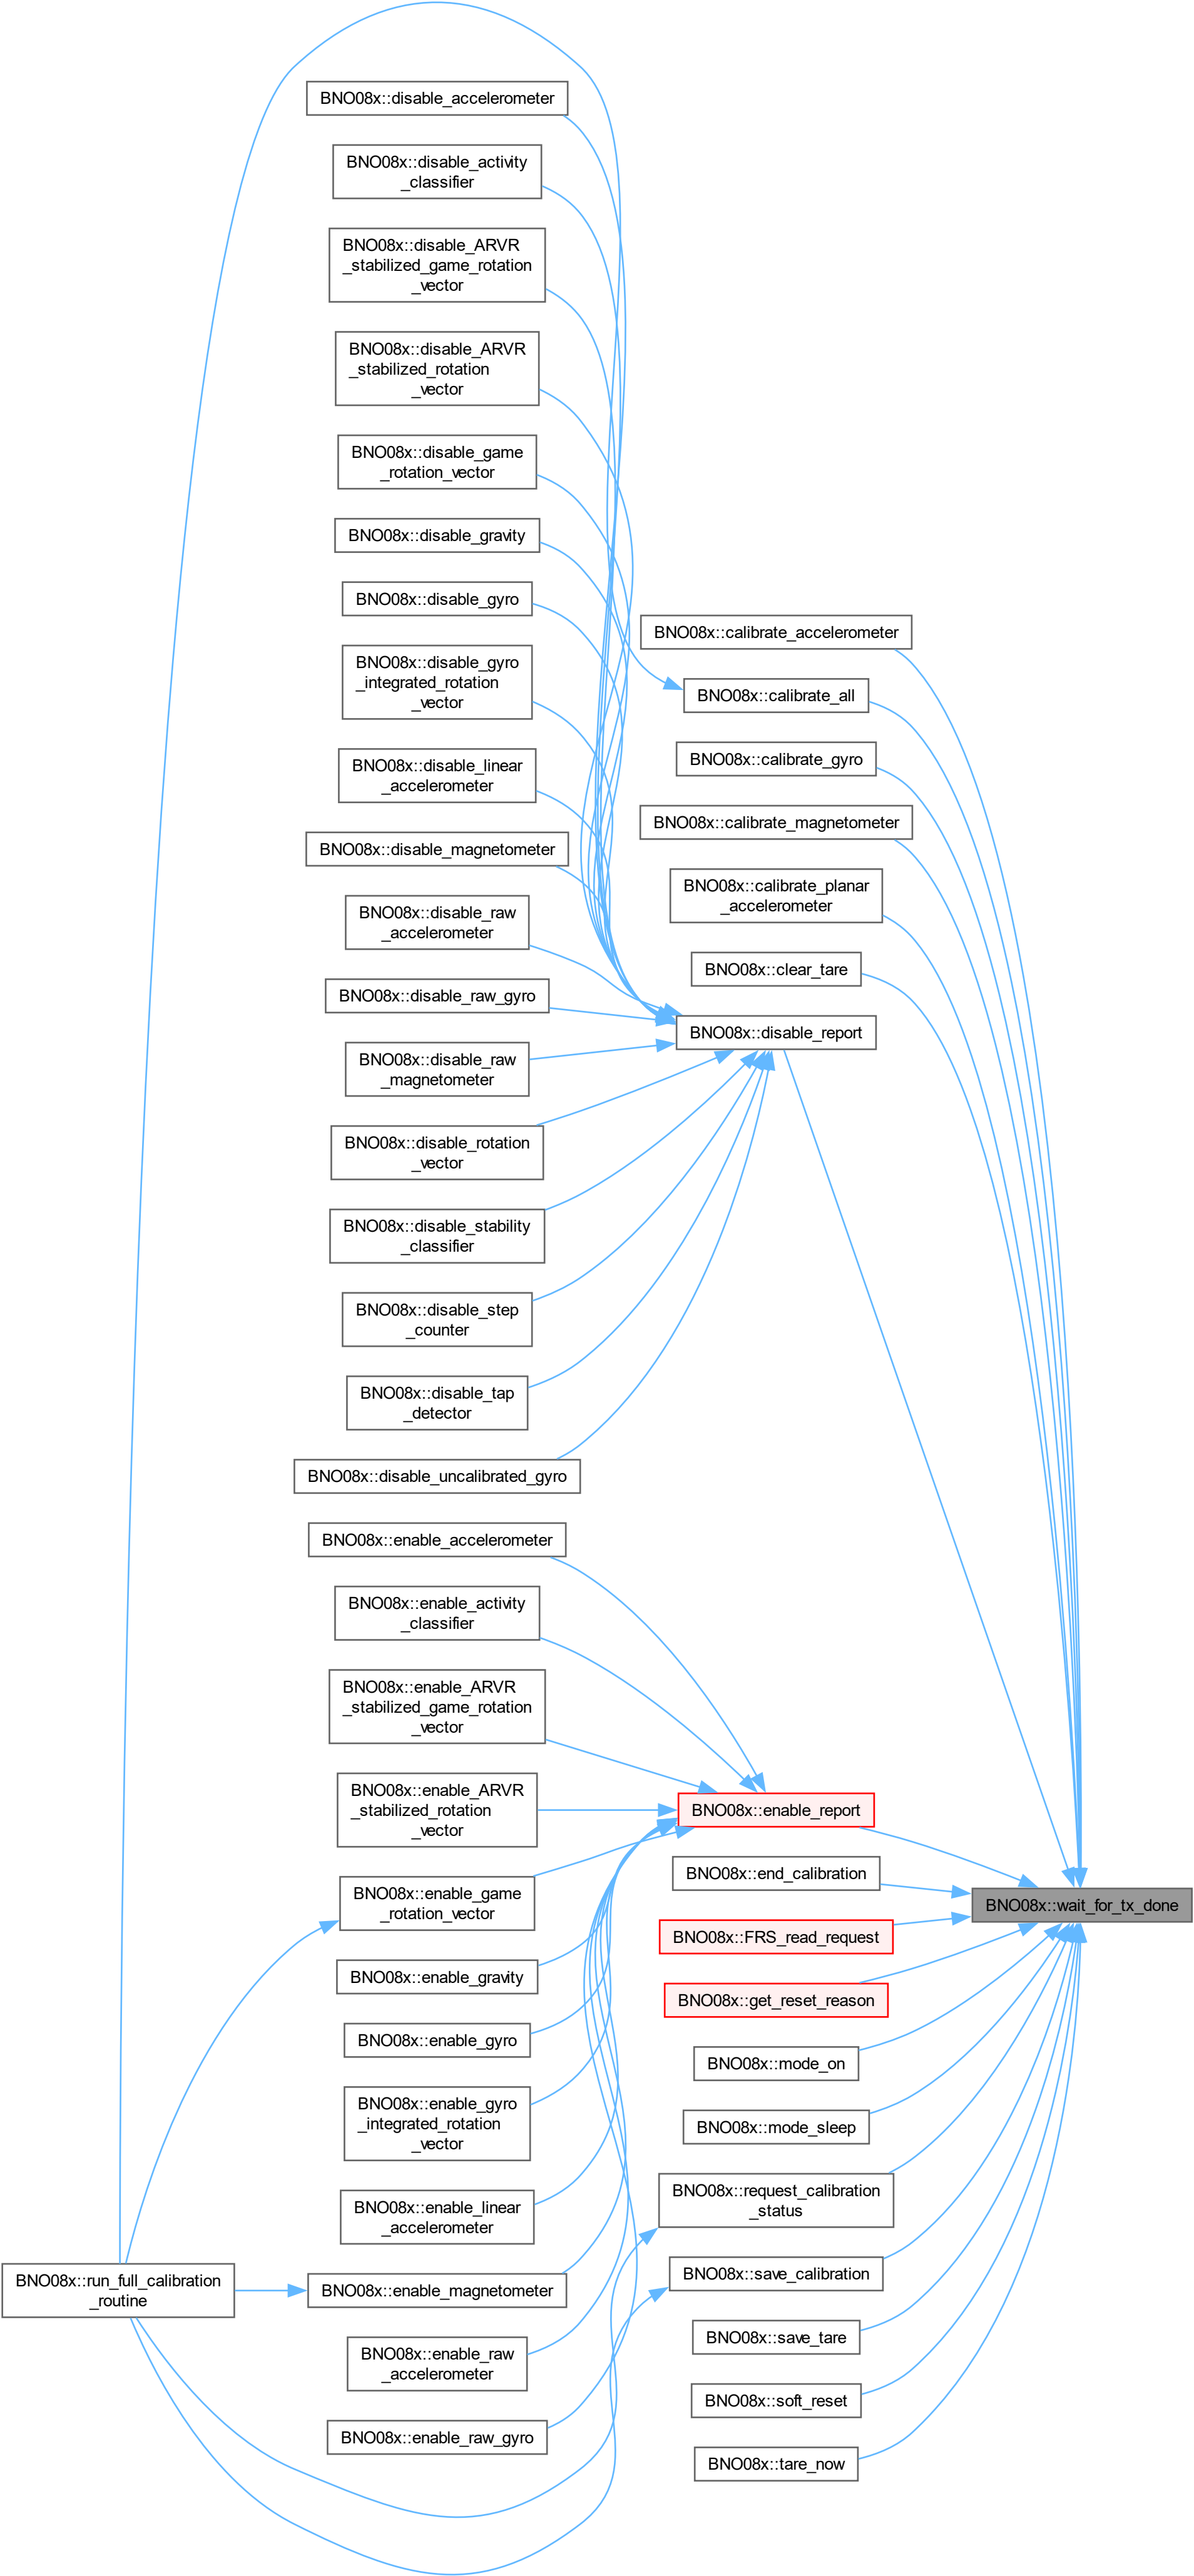 BNO08x::disable_accelerometer
BNO08x::disable_activity
_classifier
BNO08x::disable_ARVR
_stabilized_game_rotation
_vector
BNO08x::disable_ARVR
_stabilized_rotation
_vector
BNO08x::disable_game
_rotation_vector
BNO08x::disable_gravity
BNO08x::disable_gyro
BNO08x::disable_gyro
_integrated_rotation
_vector
BNO08x::disable_linear
_accelerometer
BNO08x::disable_magnetometer
BNO08x::disable_raw
_accelerometer
BNO08x::disable_raw_gyro
BNO08x::disable_raw
_magnetometer
BNO08x::disable_rotation
_vector
BNO08x::disable_stability
_classifier
BNO08x::disable_step
_counter
BNO08x::disable_tap
_detector
BNO08x::disable_uncalibrated_gyro
BNO08x::enable_accelerometer
BNO08x::enable_activity
_classifier
BNO08x::enable_ARVR
_stabilized_game_rotation
_vector
BNO08x::enable_ARVR
_stabilized_rotation
_vector
BNO08x::enable_game
_rotation_vector
BNO08x::enable_gravity
BNO08x::enable_gyro
BNO08x::enable_gyro
_integrated_rotation
_vector
BNO08x::enable_linear
_accelerometer
BNO08x::run_full_calibration
_routine
BNO08x::enable_magnetometer
BNO08x::enable_raw
_accelerometer
BNO08x::enable_raw_gyro
BNO08x::calibrate_accelerometer
BNO08x::calibrate_all
BNO08x::calibrate_gyro
BNO08x::calibrate_magnetometer
BNO08x::calibrate_planar
_accelerometer
BNO08x::clear_tare
BNO08x::disable_report
BNO08x::enable_report
BNO08x::end_calibration
BNO08x::FRS_read_request
BNO08x::get_reset_reason
BNO08x::mode_on
BNO08x::mode_sleep
BNO08x::request_calibration
_status
BNO08x::save_calibration
BNO08x::save_tare
BNO08x::soft_reset
BNO08x::tare_now
BNO08x::wait_for_tx_done